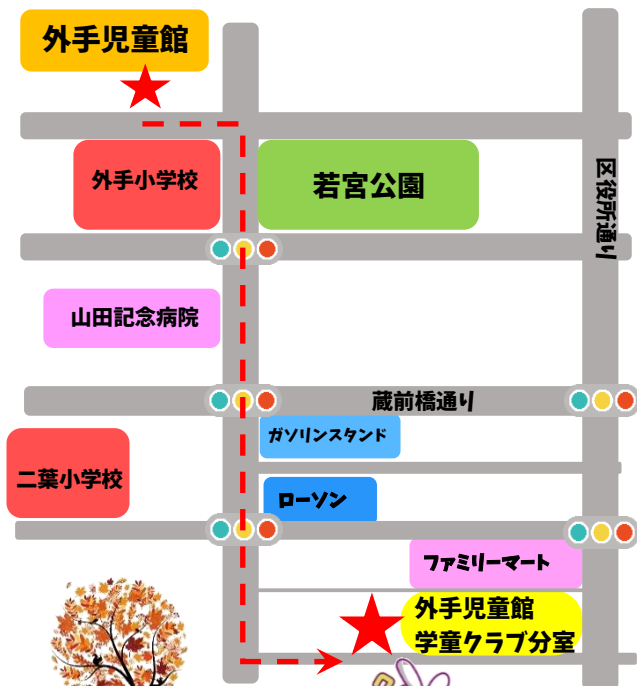 外手児童館
外手小学校
若宮公園
区役所通り
山田記念病院
蔵前橋通り
ガソリンスタンド
二葉小学校
ローソン
ファミリーマート
外手児童館
学童クラブ分室